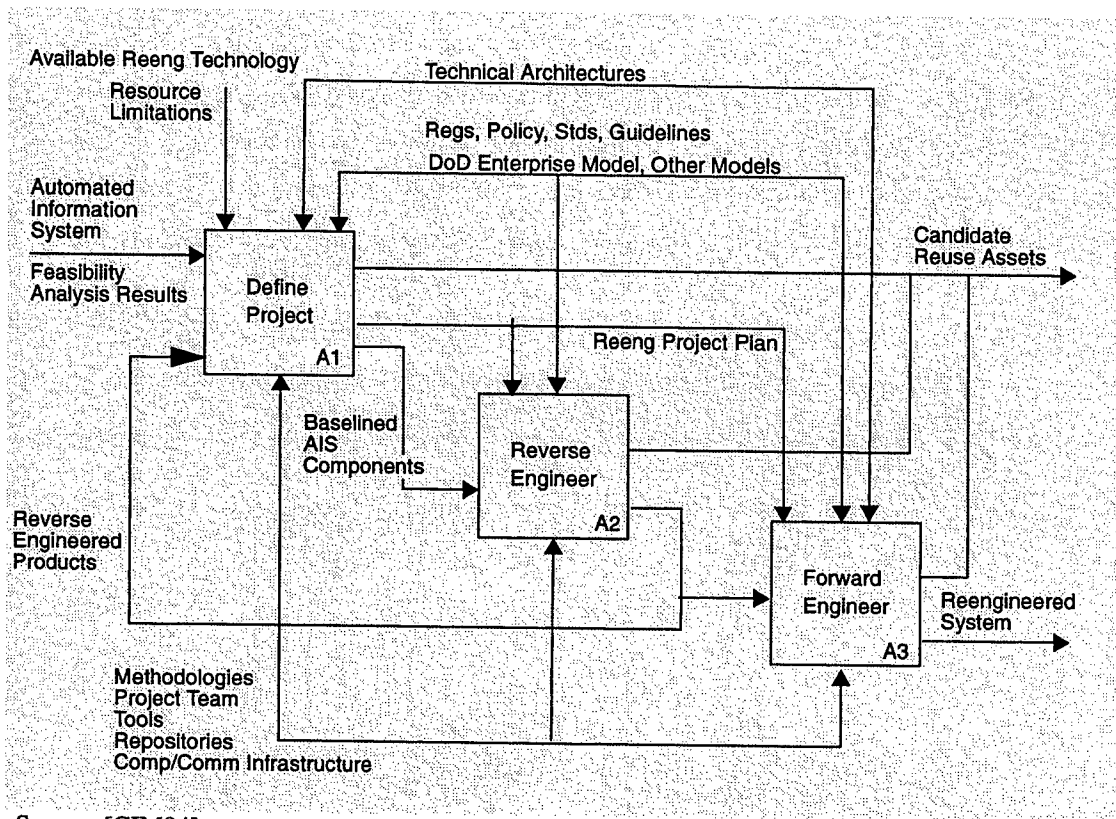 Available Reeng Technology
Resource
Limitations
Technical Architectures
Regs, Policy, Stds, Guidelines
DoD Enterprise Model, Other Models
Automated
Information
System
Feasibility
Analysis Results
Define
Project
A1
Candidate
Reuse Assets
Reeng Project Plan
Baselined
AIS
Components
Reverse
Engineer
A2
Reverse
Engineered
Products
Forward
Engineer
A3
Reengineered
System
Methodologies
Project Team
Tools
Repositories
Comp/Comm Infrastructure